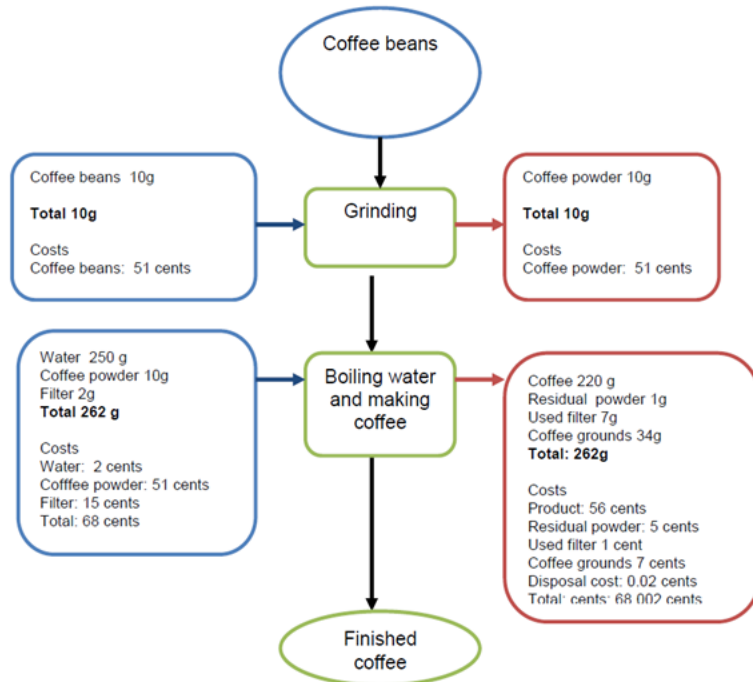 Coffee beans
Coffee beans 10g
Total 10g
Costs
Coffee beans: 51 cents
Grinding
Coffee powder 10g
Total 10g
Costs
Coffee powder: 51 cents
Water 250 g
Coffee powder 10g
Filter 2g
Total 262 g
Costs
Water: 2 cents
Cofffee powder: 51 cents
Filter: 15 cents
Total: 68 cents
Boiling water
and making
coffee
Coffee 220 g
Residual powder 1g
Used filter 7g
Coffee grounds 34g
Total: 262g
Costs
Product: 56 cents
Residual powder: 5 cents
Used filter 1 cent
Coffee grounds 7 cents
Disposal cost: 0.02 cents
Total: cents: 68.002 cents
Finished
coffee